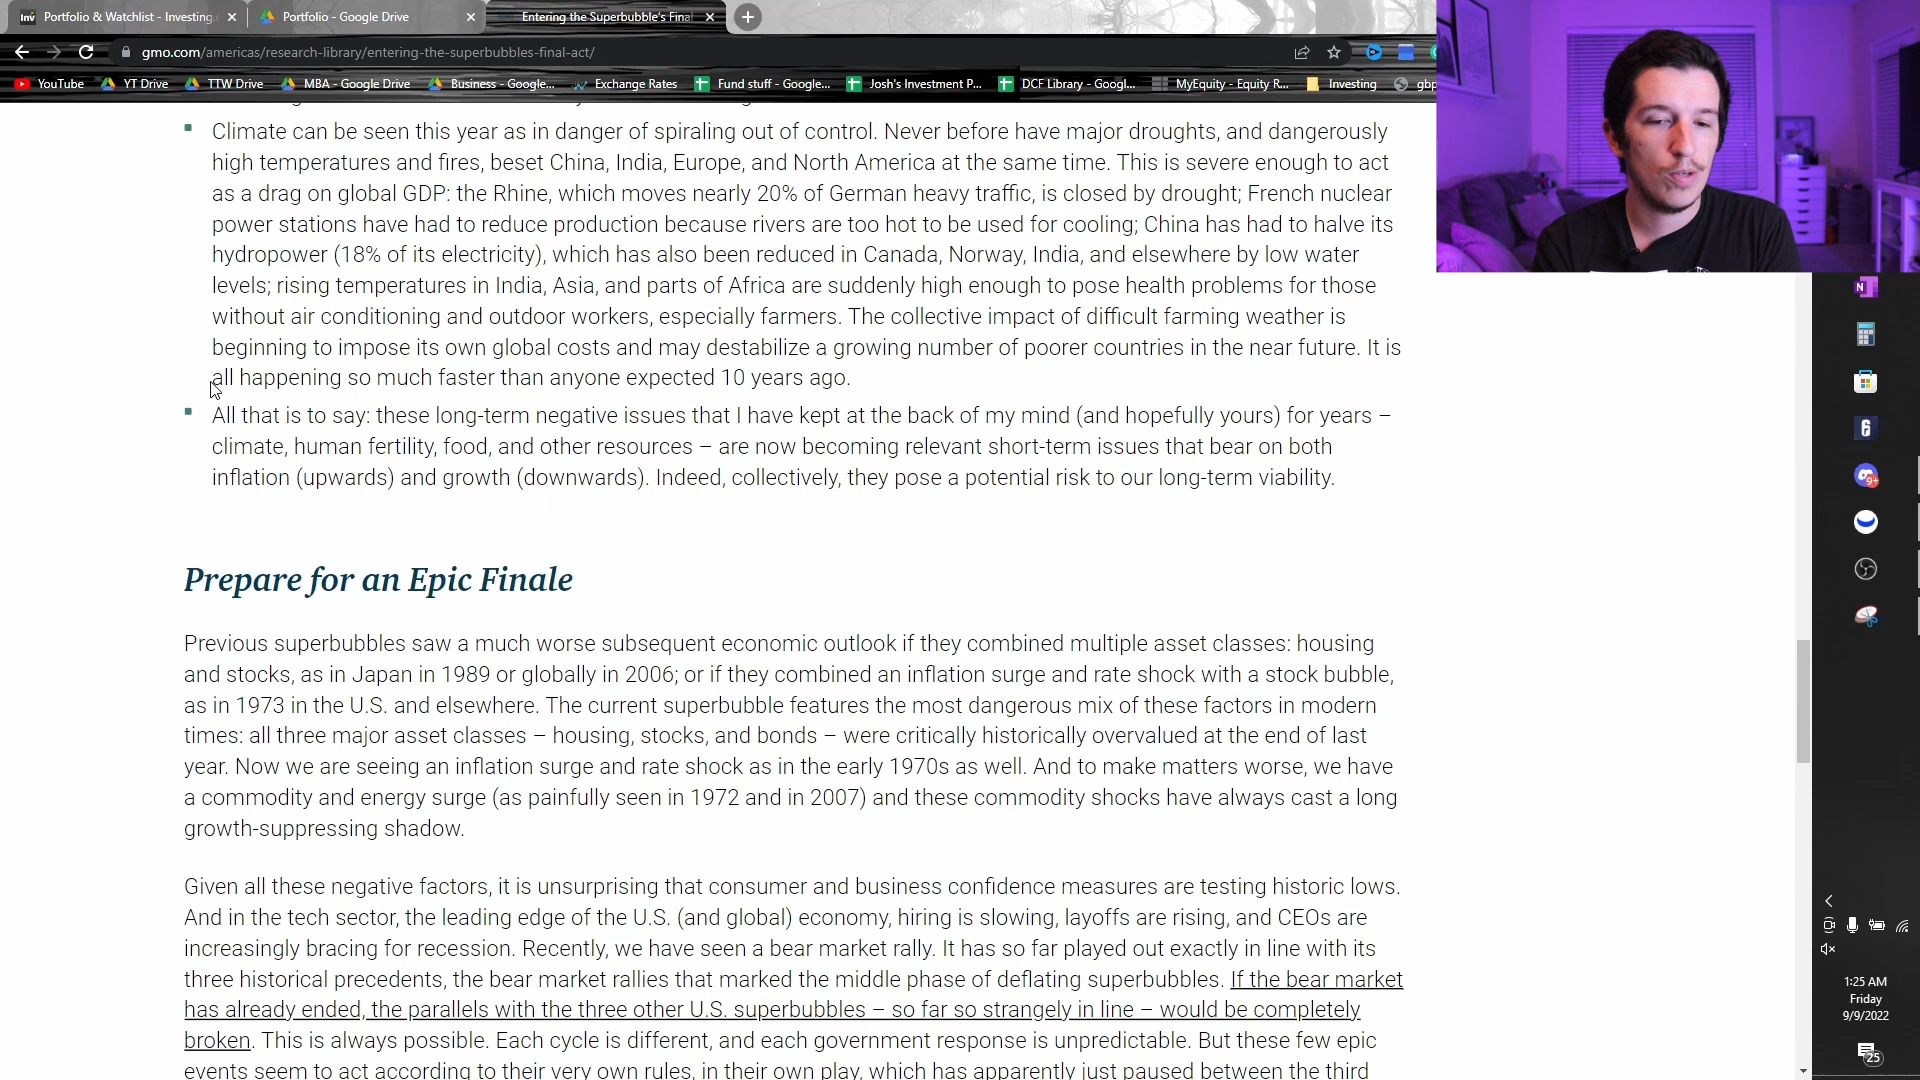 Portfolio & Watchlist - Investing.
Portfolio - Google Drive
Entering the Superbubble's Fina
gmo.com/americas/research-library/entering-the-superbubbles-final-act/
YouTube
YT Drive
TTW Drive
MBA - Google Drive
Business - Google...
Exchange Rates
Fund stuff - Google...
Josh's Investment P...
DCF Library - Googl...
MyEquity - Equity R...
Investing
gbp
Climate can be seen this year as in danger of spiraling out of control. Never before have major droughts, and dangerously
high temperatures and fires, beset China, India, Europe, and North America at the same time. This is severe enough to act
as a drag on global GDP: the Rhine, which moves nearly 20% of German heavy traffic, is closed by drought; French nuclear
power stations have had to reduce production because rivers are too hot to be used for cooling; China has had to halve its
hydropower (18% of its electricity), which has also been reduced in Canada, Norway, India, and elsewhere by low water
levels; rising temperatures in India, Asia, and parts of Africa are suddenly high enough to pose health problems for those
without air conditioning and outdoor workers, especially farmers. The collective impact of difficult farming weather is
beginning to impose its own global costs and may destabilize a growing number of poorer countries in the near future. It is
all happening so much faster than anyone expected 10 years ago.
All that is to say: these long-term negative issues that I have kept at the back of my mind (and hopefully yours) for years –
climate, human fertility, food, and other resources – are now becoming relevant short-term issues that bear on both
inflation (upwards) and growth (downwards). Indeed, collectively, they pose a potential risk to our long-term viability.
Prepare for an Epic Finale
Previous superbubbles saw a much worse subsequent economic outlook if they combined multiple asset classes: housing
and stocks, as in Japan in 1989 or globally in 2006; or if they combined an inflation surge and rate shock with a stock bubble,
as in 1973 in the U.S. and elsewhere. The current superbubble features the most dangerous mix of these factors in modern
times: all three major asset classes – housing, stocks, and bonds – were critically historically overvalued at the end of last
year. Now we are seeing an inflation surge and rate shock as in the early 1970s as well. And to make matters worse, we have
a commodity and energy surge (as painfully seen in 1972 and in 2007) and these commodity shocks have always cast a long
growth-suppressing shadow.
Given all these negative factors, it is unsurprising that consumer and business confidence measures are testing historic lows.
And in the tech sector, the leading edge of the U.S. (and global) economy, hiring is slowing, layoffs are rising, and CEOs are
increasingly bracing for recession. Recently, we have seen a bear market rally. It has so far played out exactly in line with its
three historical precedents, the bear market rallies that marked the middle phase of deflating superbubbles. If the bear market
has already ended, the parallels with the three other U.S. superbubbles – so far so strangely in line – would be completely
broken. This is always possible. Each cycle is different, and each government response is unpredictable. But these few epic
events seem to act according to their very own rules, in their own play, which has apparently just paused between the third
1:25 AM
Friday
9/9/2022
25